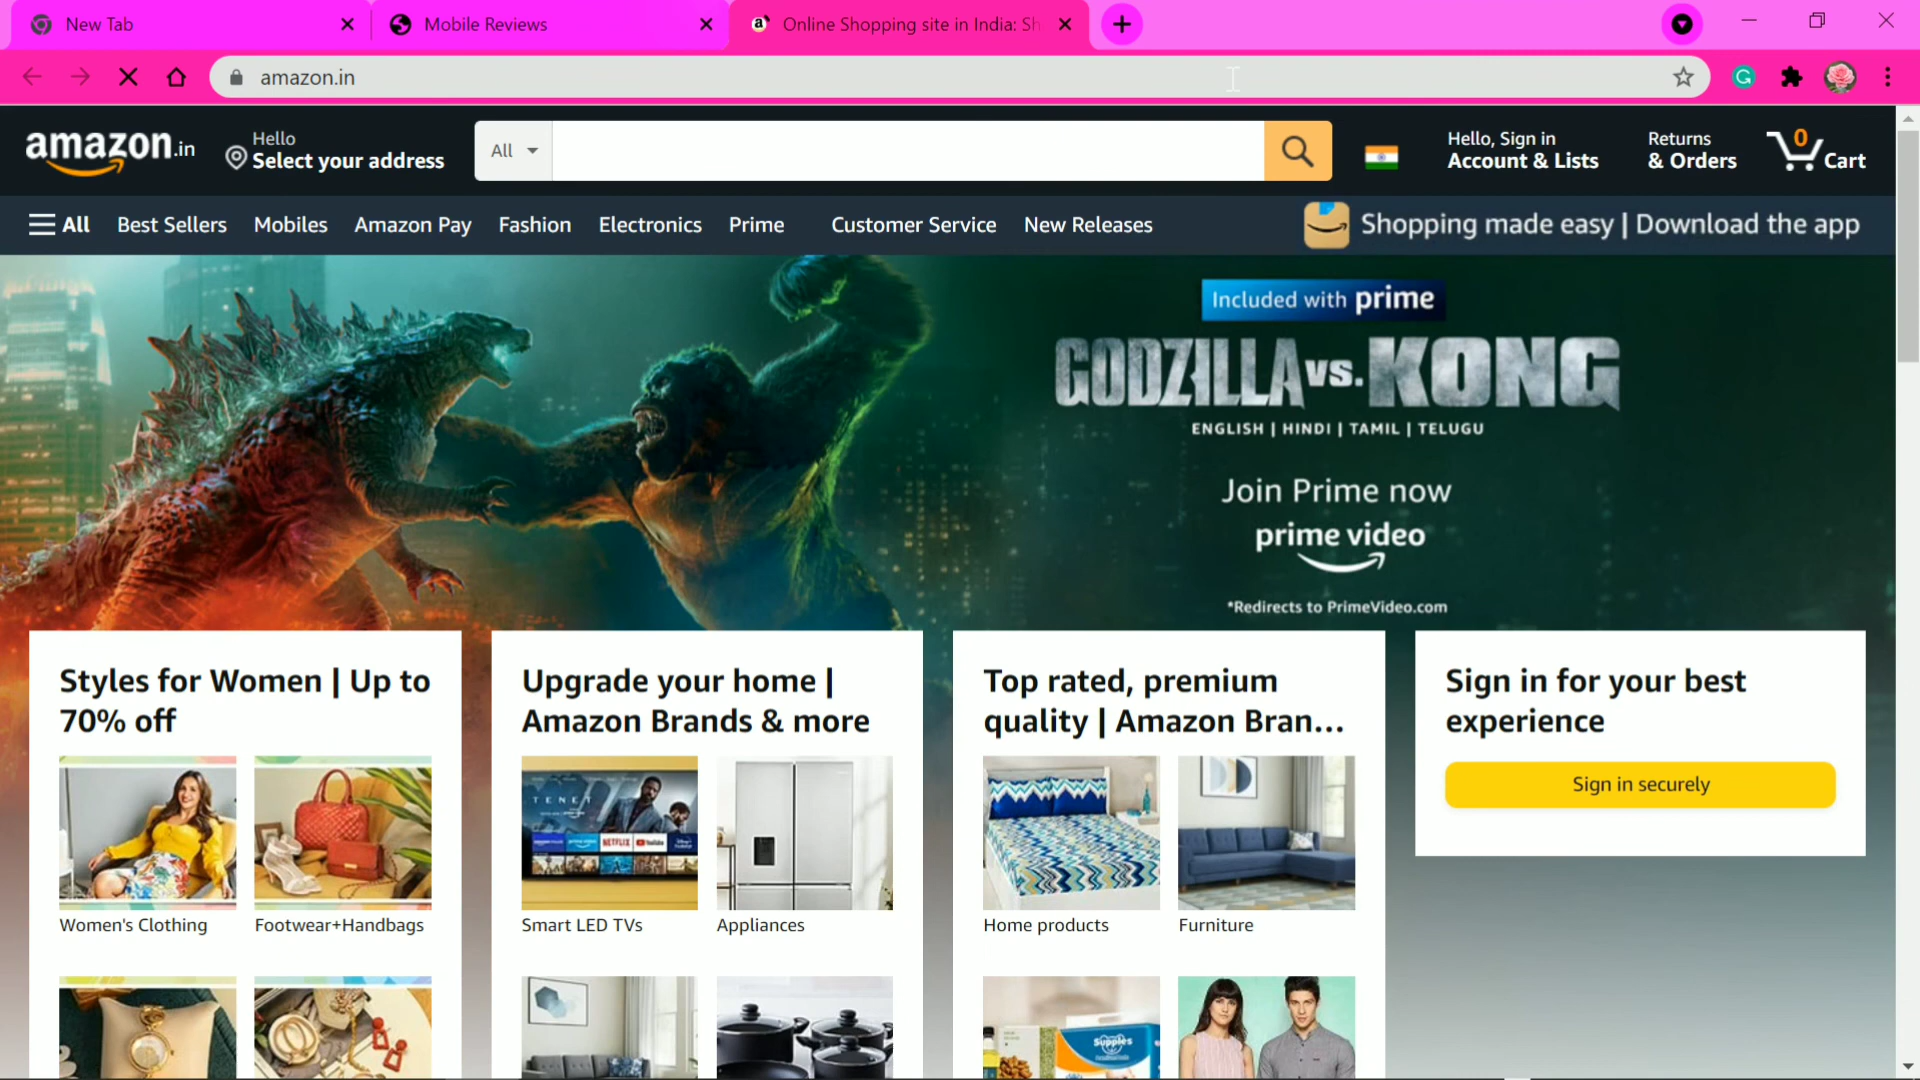 New Tab
Mobile Reviews
Online Shopping site in India: Sh
amazon.in
amazon.in
Hello
Select your address
All
Hello, Sign in
Account & Lists
Returns
& Orders
0
Cart
All Best Sellers Mobiles Amazon Pay Fashion Electronics Prime Customer Service New Releases
Shopping made easy | Download the app
Included with prime
GODZILLA VS. KONG
ENGLISH | HINDI | TAMIL | TELUGU
Join Prime now
prime video
*Redirects to PrimeVideo.com
Styles for Women | Up to
70% off
Women's Clothing
Footwear+Handbags
Upgrade your home |
Amazon Brands & more
TENET
NETFLIX
YouTube
Smart LED TVs
Appliances
Top rated, premium
quality | Amazon Bran...
Home products
Furniture
Supples
Sign in for your best
experience
Sign in securely